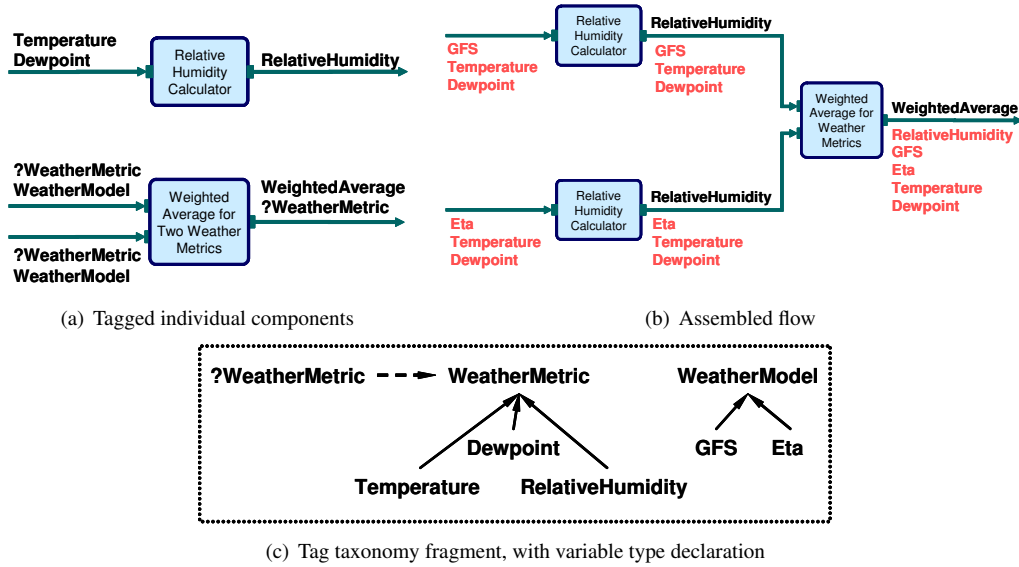 Temperature
Dewpoint
Relative
Humidity
Calculator
RelativeHumidity
?WeatherMetric
WeatherModel
Weighted
Average for
Two Weather
Metrics
WeightedAverage
?WeatherMetric
?WeatherMetric
WeatherModel
(a) Tagged individual components
GFS
Temperature
Dewpoint
Relative
Humidity
Calculator
RelativeHumidity
GFS
Temperature
Dewpoint
Weighted
Average for
Weather
Metrics
WeightedAverage
RelativeHumidity
GFS
Eta
Temperature
Dewpoint
Eta
Temperature
Dewpoint
Relative
Humidity
Calculator
RelativeHumidity
Eta
Temperature
Dewpoint
(b) Assembled flow
?WeatherMetric WeatherMetric WeatherModel
Dewpoint GFS Eta
Temperature RelativeHumidity
(c) Tag taxonomy fragment, with variable type declaration